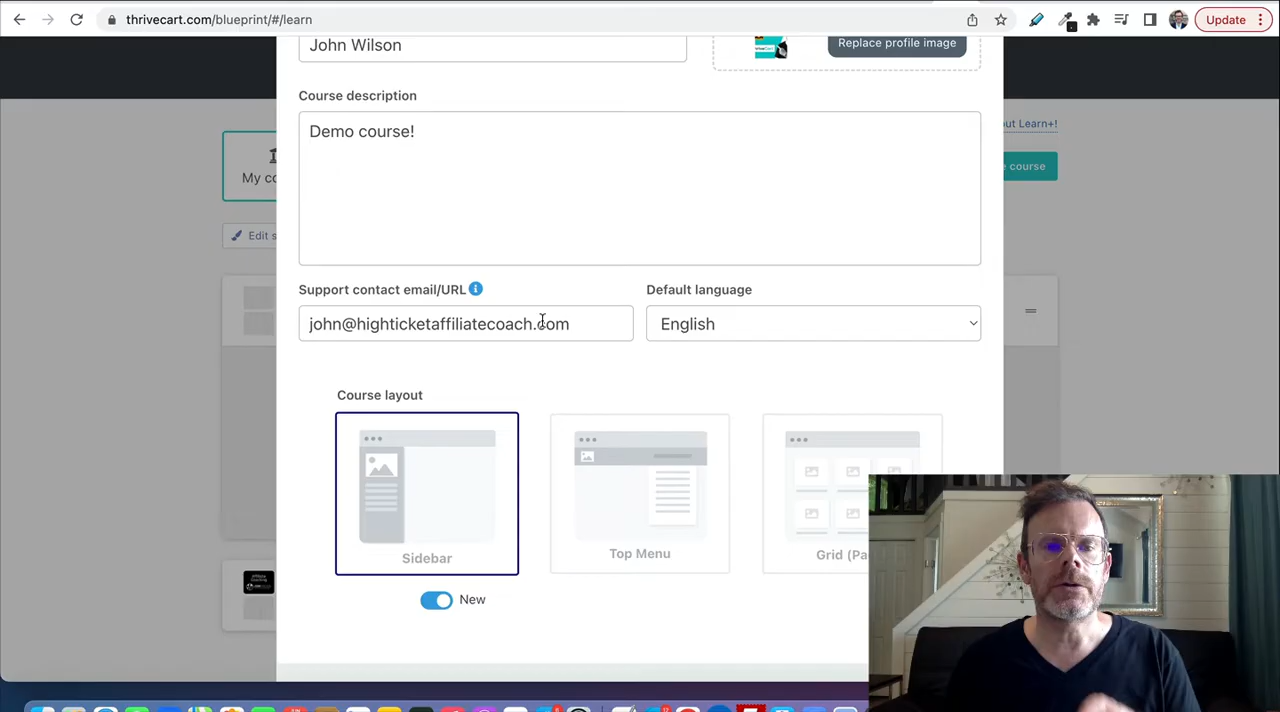 thrivecart.com/blueprint/#/learn
Update
John Wilson
Replace profile image
Course description
Demo course!
ut Learn+!
My co
course
Edit s
Support contact email/URL
Default language
john@highticketaffiliatecoach.com
English
Course layout
Sidebar
Top Menu
Grid (Pa
New